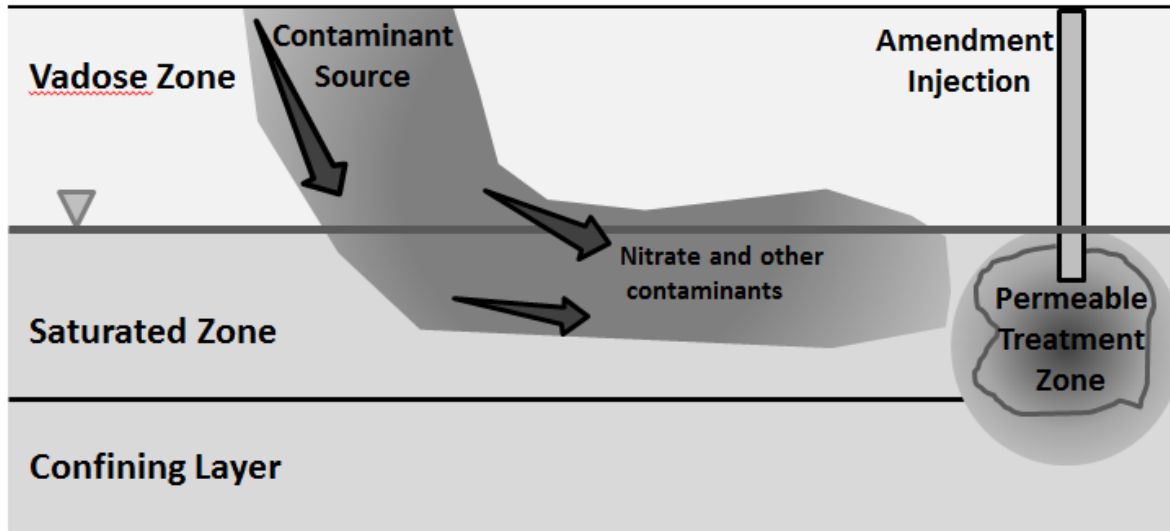 Contaminant
Source
Amendment
Injection
Vadose Zone
Nitrate and other
contaminants
Permeable
Treatment
Zone
Saturated Zone
Confining Layer